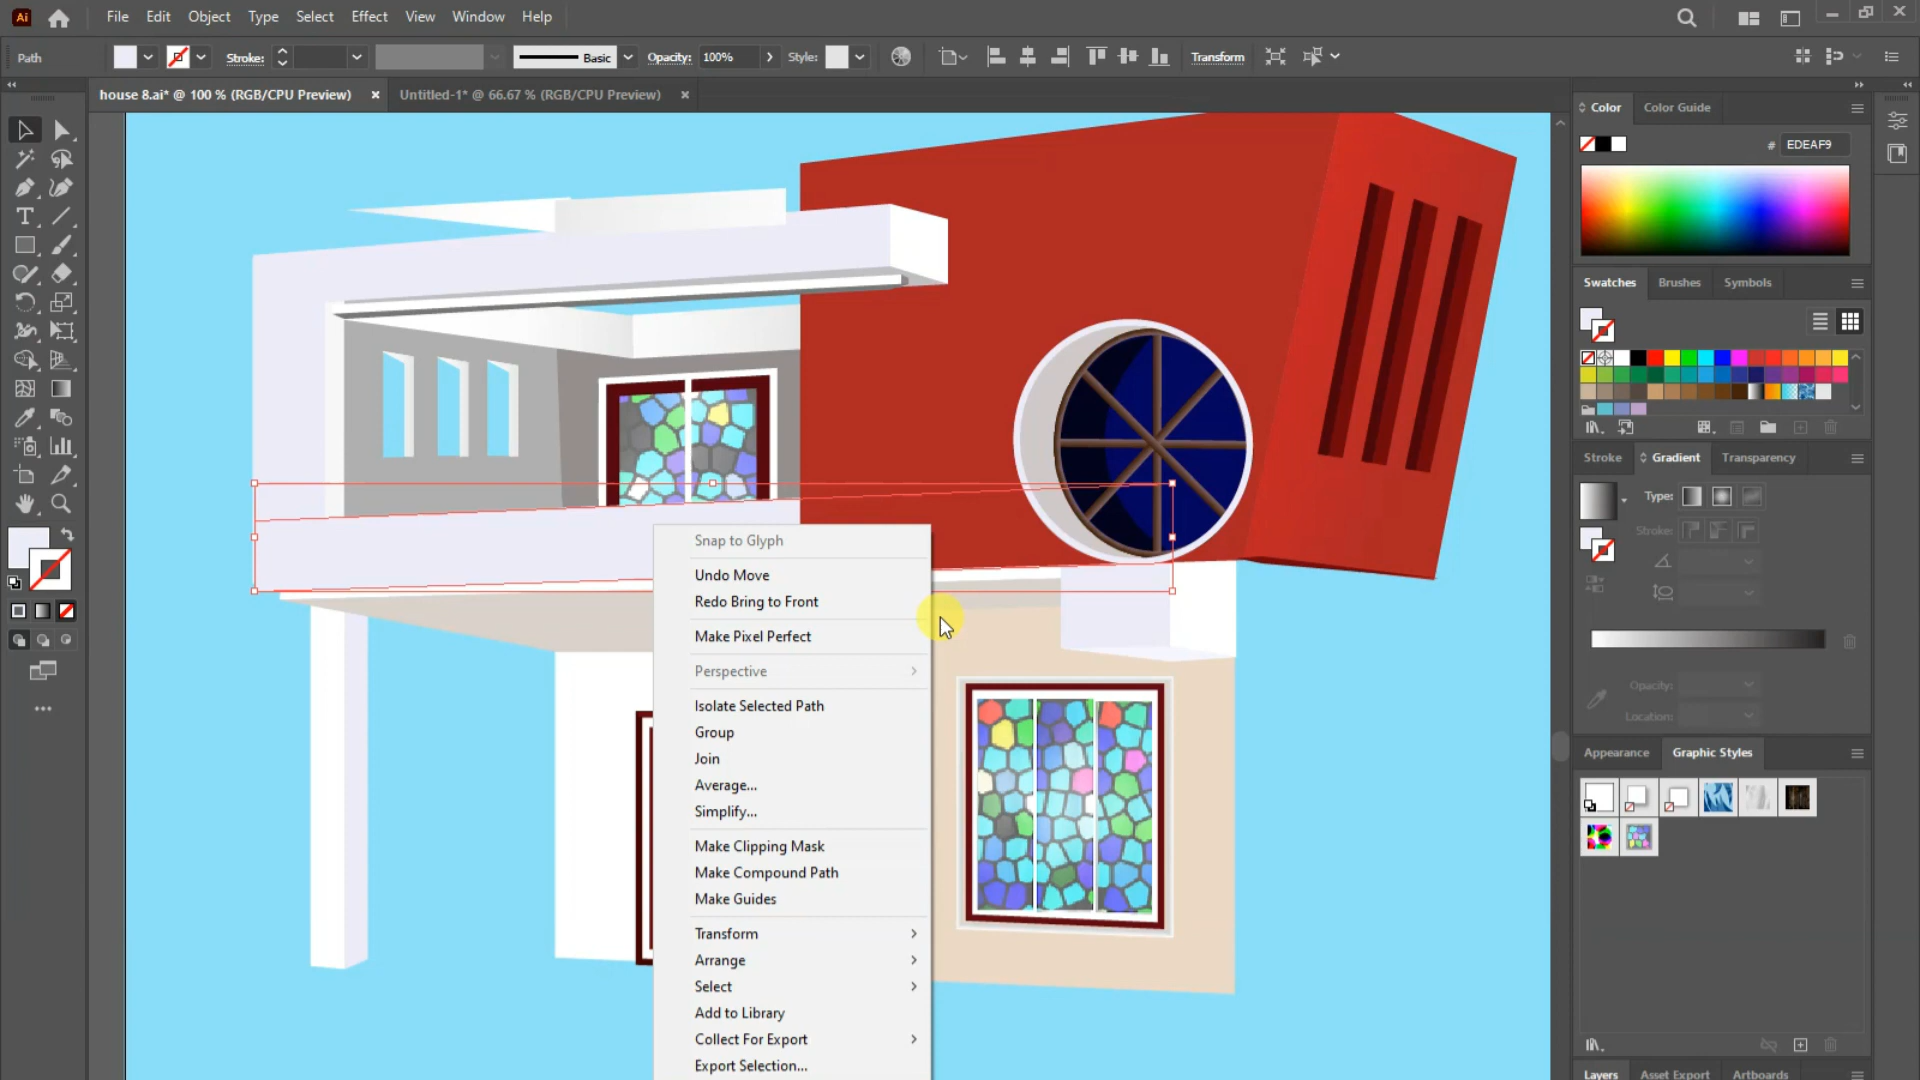 Ai File Edit Object Type Select Effect View Window Help
Path Stroke: Basic Opacity: 100% Style: Transform
house 8.ai* @ 100 % (RGB/CPU Preview) × Untitled-1* @ 66.67 % (RGB/CPU Preview) ×
Color Color Guide
# EDEAF9
Swatches Brushes Symbols
Stroke Gradient Transparency
Type:
Stroke:
Opacity:
Location:
Appearance Graphic Styles
Layers Asset Export Artboards
Snap to Glyph
Undo Move
Redo Bring to Front
Make Pixel Perfect
Perspective
Isolate Selected Path
Group
Join
Average...
Simplify...
Make Clipping Mask
Make Compound Path
Make Guides
Transform
Arrange
Select
Add to Library
Collect For Export
Export Selection...